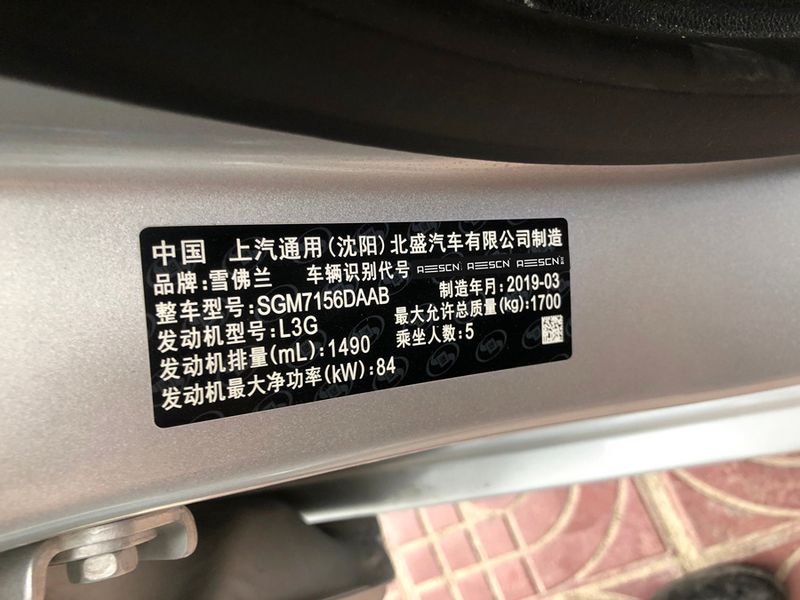 中国 上汽通用(沈阳)北盛汽车有限公司制造
品牌:雪佛兰 车辆识别代号
整车型号:SGM7156DAAB 制造年月:2019-03
发动机型号:L3G 最大允许总质量(kg):1700
发动机排量(mL):1490 乘坐人数:5
发动机最大净功率(kW):84